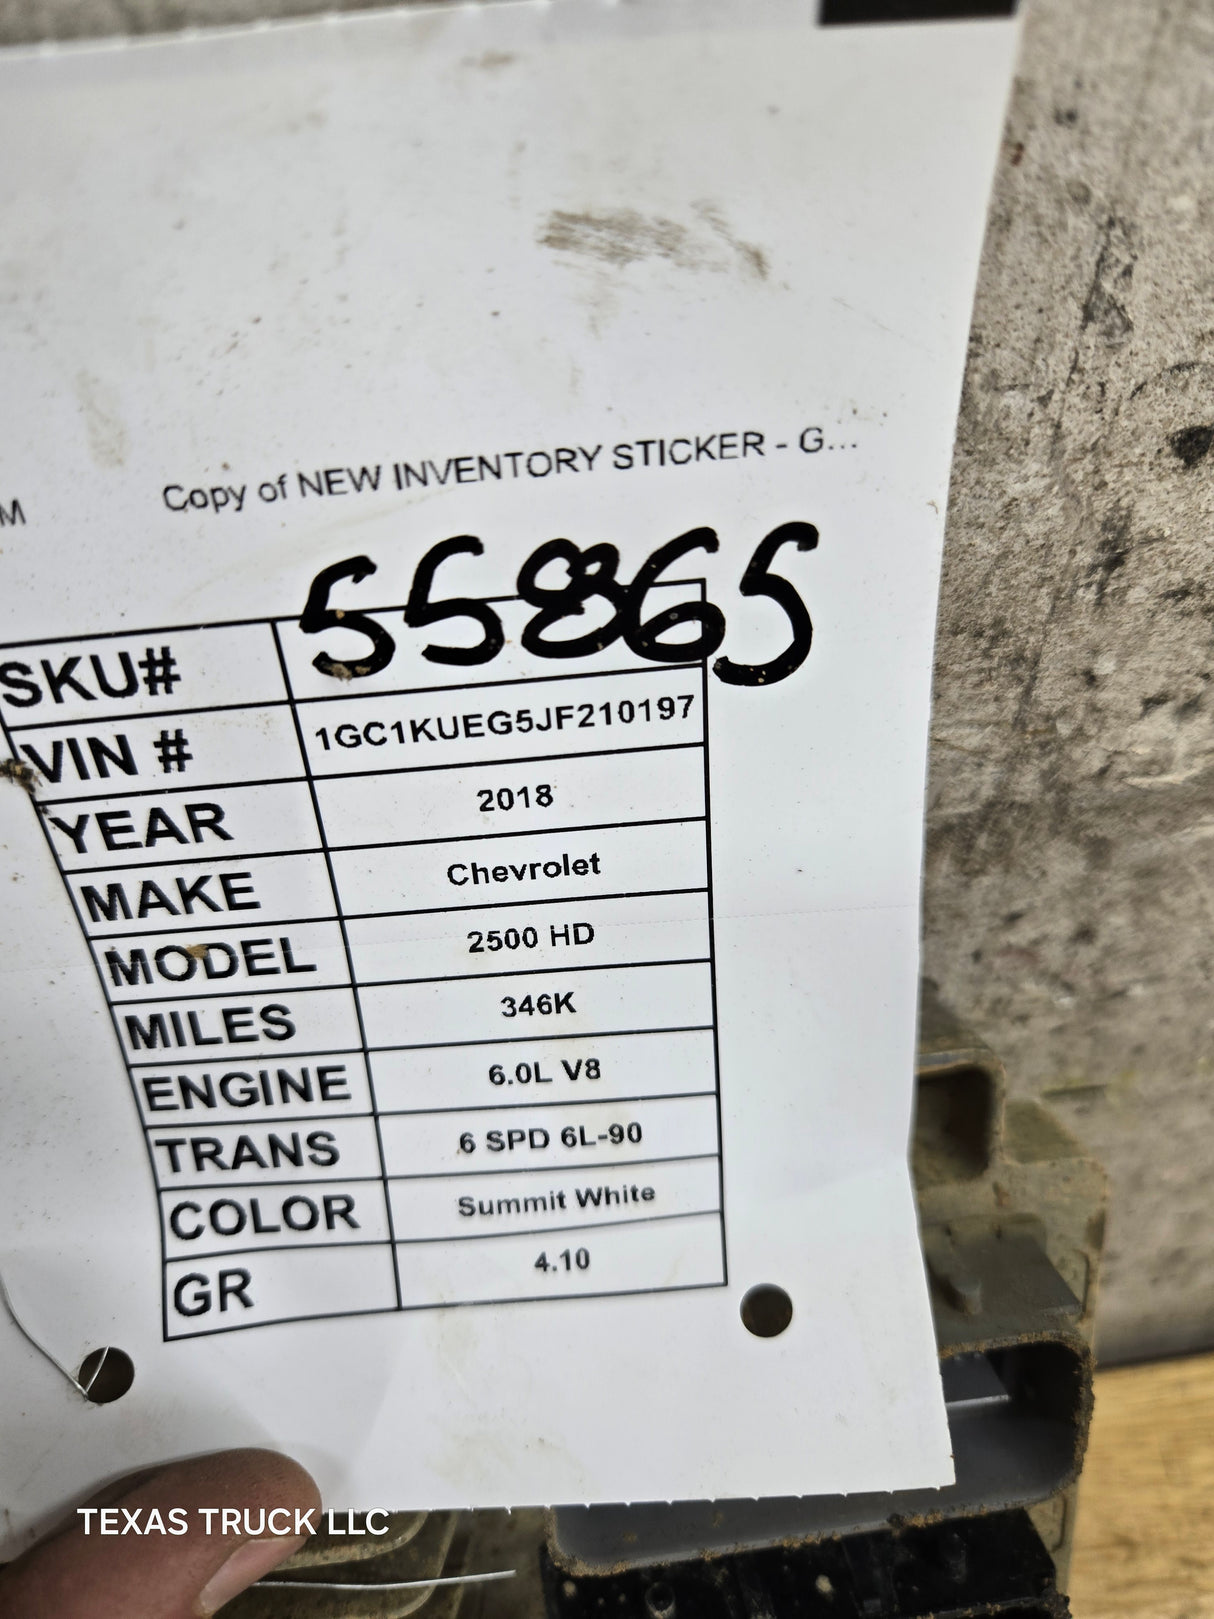 M Copy of NEW INVENTORY STICKER - G...
SKU# 55865
VIN # 1GC1KUEG5JF210197
YEAR 2018
MAKE Chevrolet
MODEL 2500 HD
MILES 346K
ENGINE 6.0L V8
TRANS 6 SPD 6L-90
COLOR Summit White
GR 4.10
TEXAS TRUCK LLC